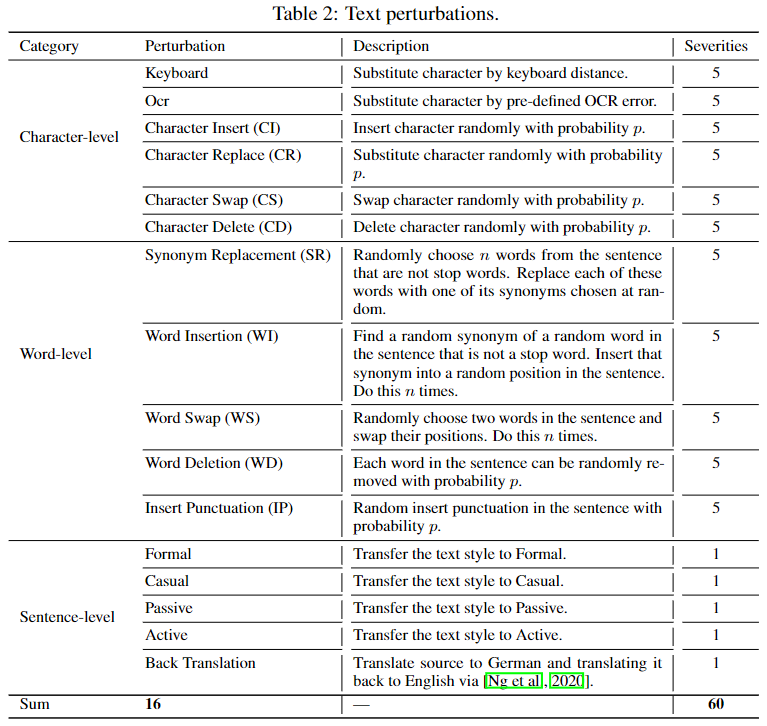 Table 2: Text perturbations.
Category Perturbation Description Severities
Character-level
Keyboard Substitute character by keyboard distance. 5
Ocr Substitute character by pre-defined OCR error. 5
Character Insert (CI) Insert character randomly with probability p. 5
Character Replace (CR) Substitute character randomly with probability 5
p.
Character Swap (CS) Swap character randomly with probability p. 5
Character Delete (CD) Delete character randomly with probability p. 5
Word-level
Synonym Replacement (SR) Randomly choose n words from the sentence 5
that are not stop words. Replace each of these
words with one of its synonyms chosen at ran-
dom.
Word Insertion (WI) Find a random synonym of a random word in 5
the sentence that is not a stop word. Insert that
synonym into a random position in the sentence.
Do this n times.
Word Swap (WS) Randomly choose two words in the sentence and 5
swap their positions. Do this n times.
Word Deletion (WD) Each word in the sentence can be randomly re- 5
moved with probability p.
Insert Punctuation (IP) Random insert punctuation in the sentence with 5
probability p.
Sentence-level
Formal Transfer the text style to Formal. 1
Casual Transfer the text style to Casual. 1
Passive Transfer the text style to Passive. 1
Active Transfer the text style to Active. 1
Back Translation Translate source to German and translating it 1
back to English via [Ng et al., 2020].
Sum 16 — 60